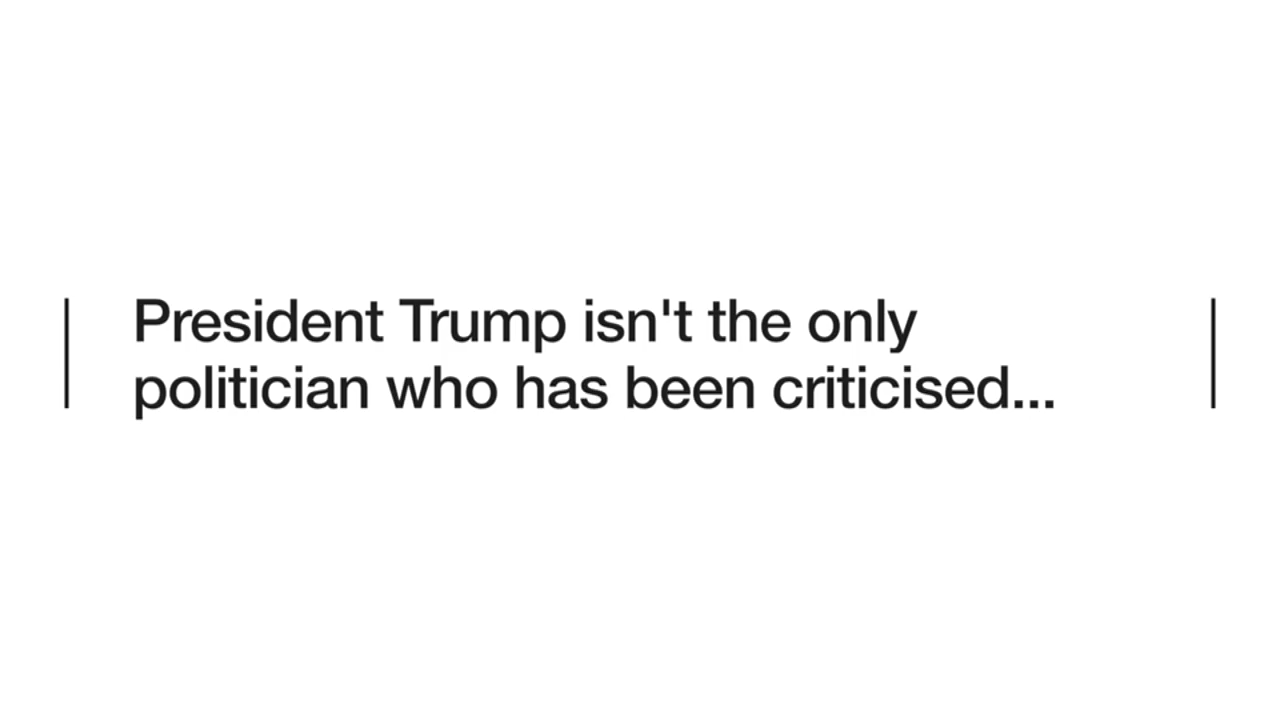 President Trump isn't the only
politician who has been criticised...